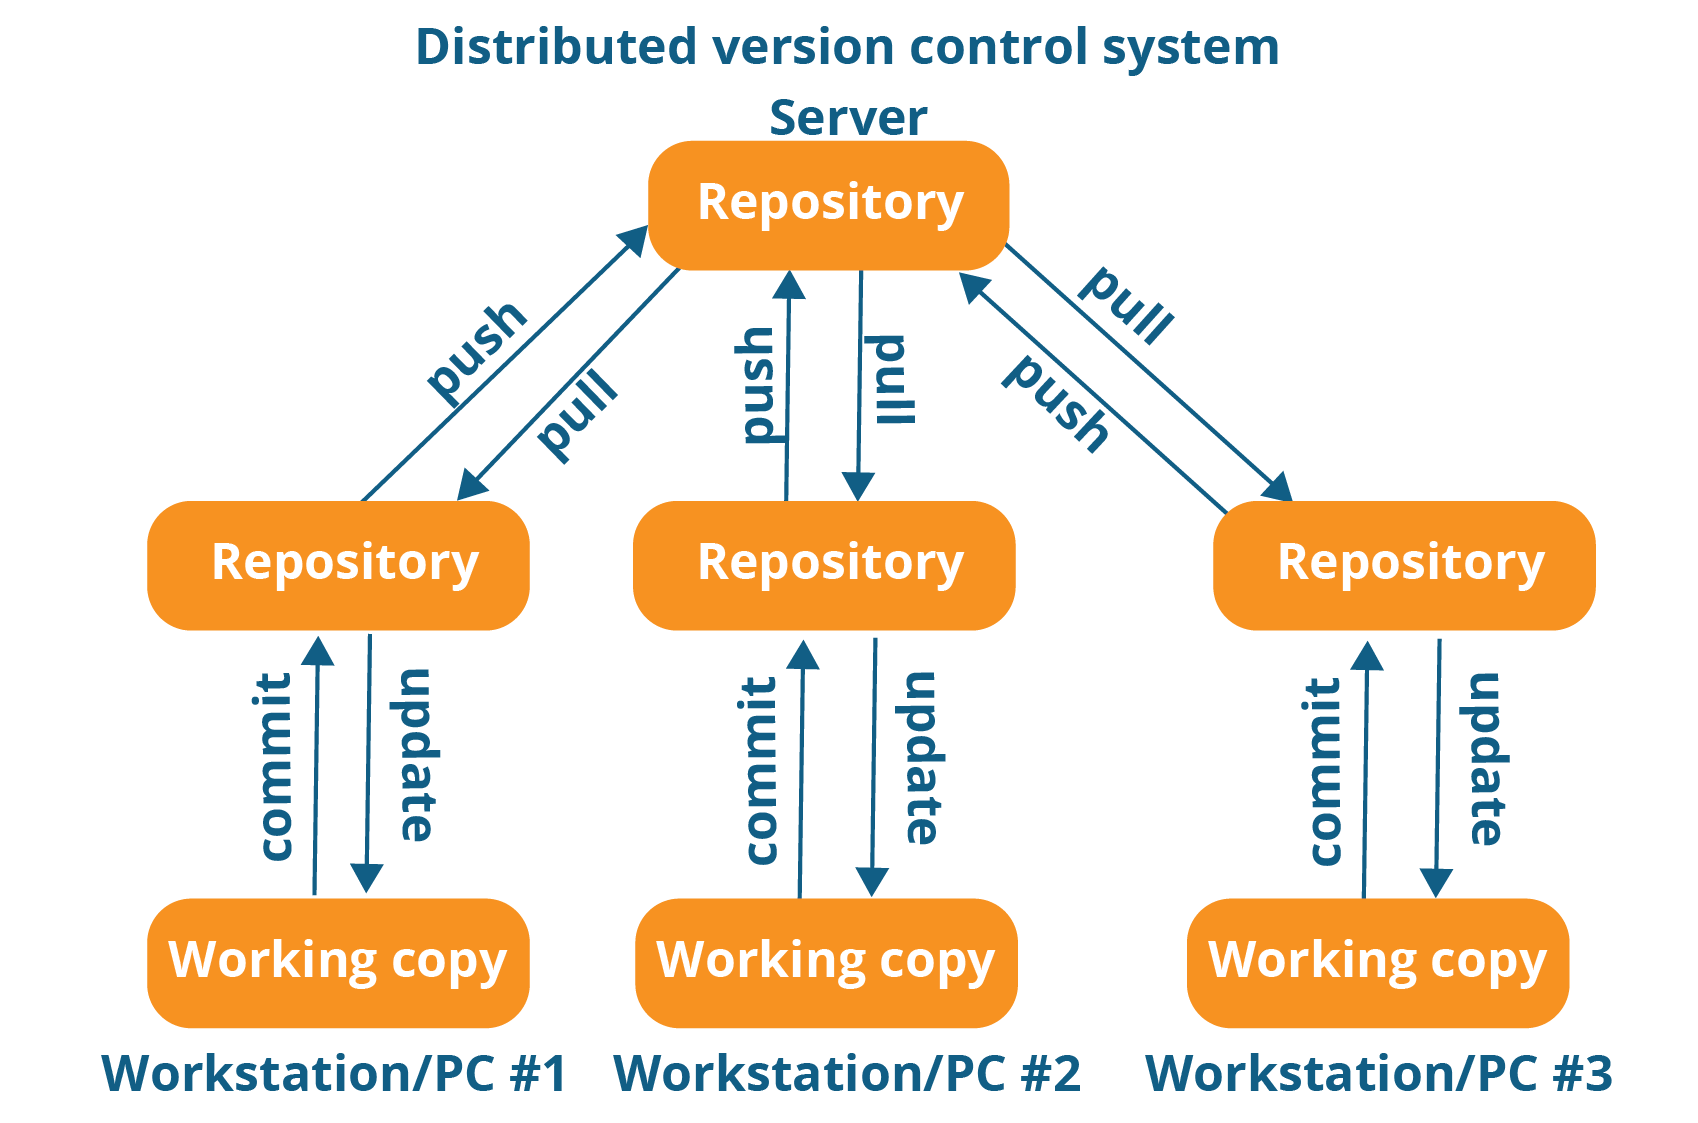 Distributed version control system
Server
Repository
push
pull
push
pull
push
pull
Repository
Repository
Repository
commit
update
commit
update
commit
update
Working copy
Working copy
Working copy
Workstation/PC #1
Workstation/PC #2
Workstation/PC #3